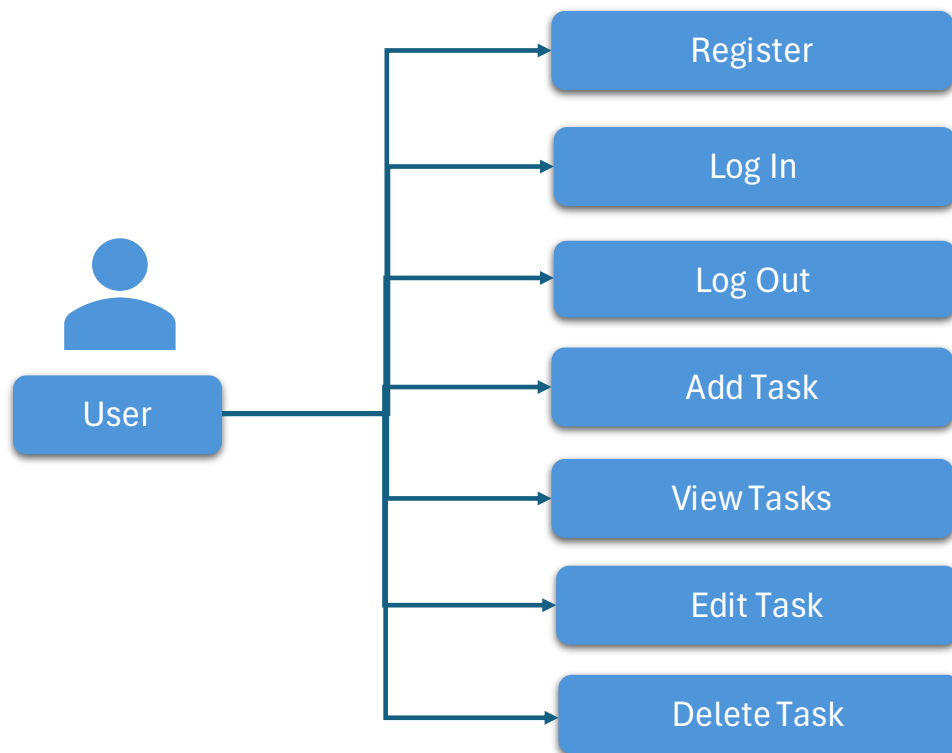 Register
Log In
Log Out
Add Task
User
View Tasks
Edit Task
Delete Task